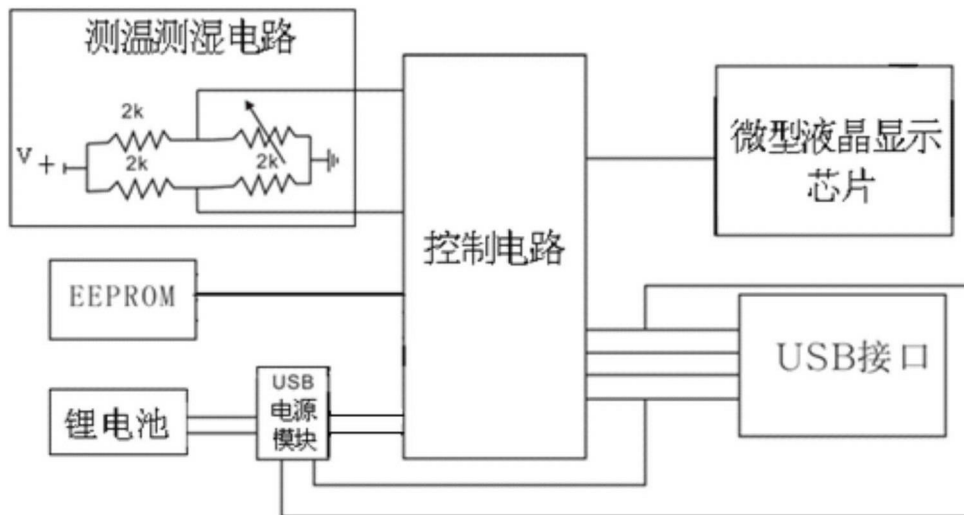 测温测湿电路
2k
V +
2k
2k
微型液晶显示
芯片
控制电路
EEPROM
USB接口
USB
电源
模块
锂电池